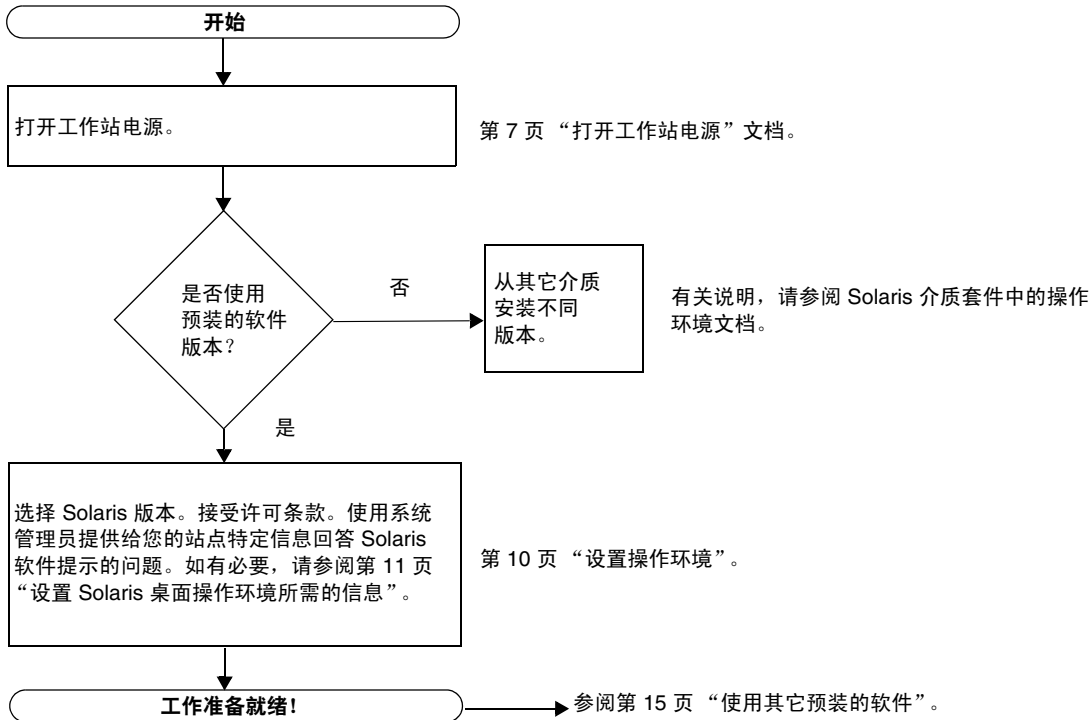 开始
打开工作站电源。
第 7 页 “打开工作站电源”文档。
是否使用
预装的软件
版本？
否
从其它介质
安装不同
版本。
有关说明，请参阅 Solaris 介质套件中的操作
环境文档。
是
选择 Solaris 版本。接受许可条款。使用系统
管理员提供给您的站点特定信息回答 Solaris
软件提示的问题。如有必要，请参阅第 11 页
“设置 Solaris 桌面操作环境所需的信息”。
第 10 页 “设置操作环境”。
工作准备就绪!
参阅第 15 页 “使用其它预装的软件”。